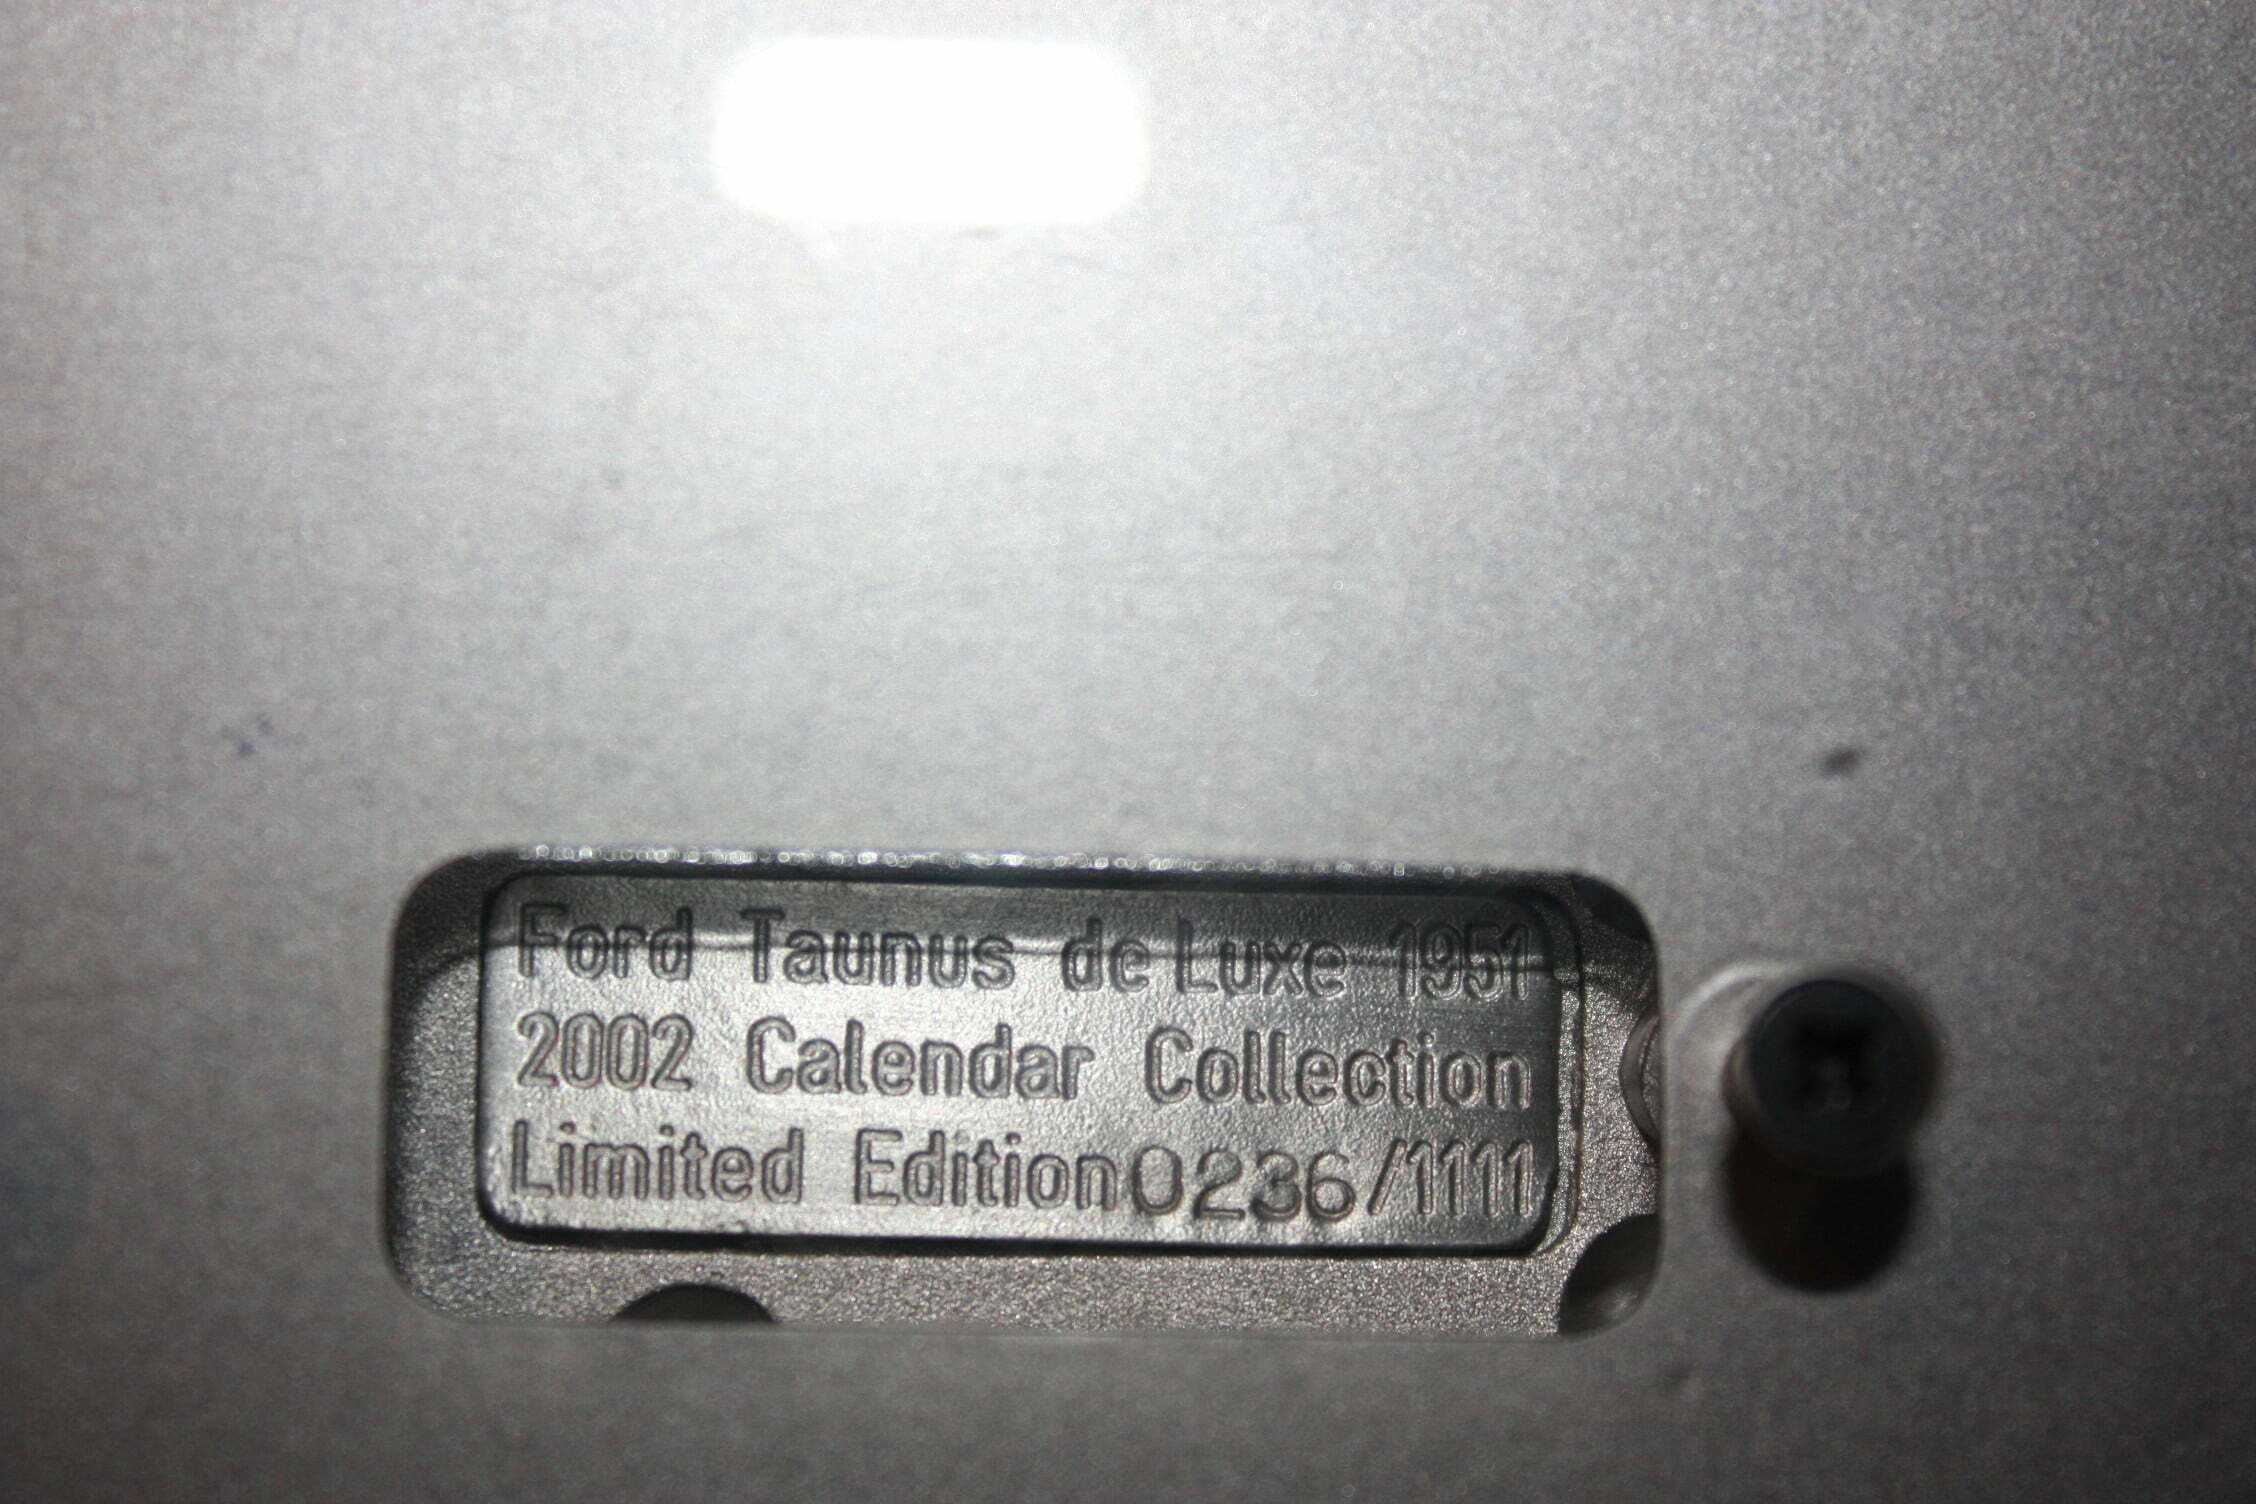 Ford Taunus de Luxe 1951
2002 Calendar Collection
Limited Edition 0236/1111